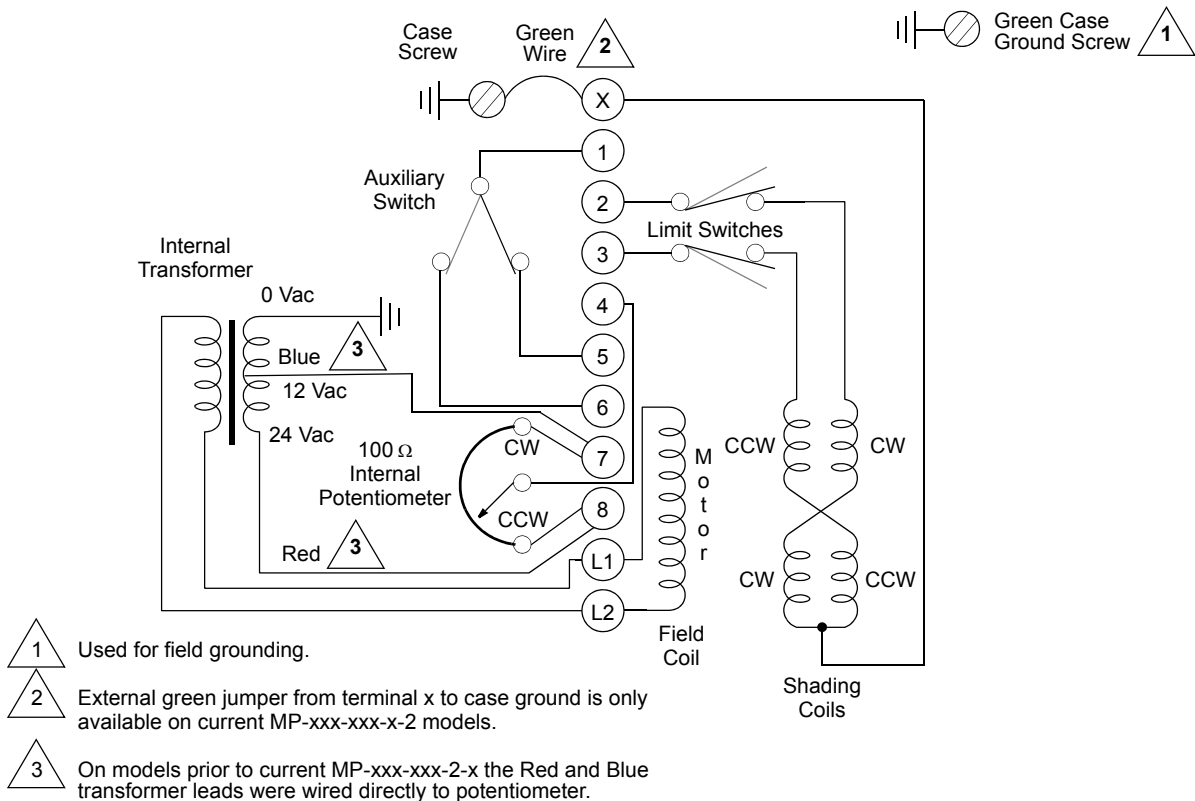 Case
Screw
Green
Wire
2
Green Case
Ground Screw
1
X
1
Auxiliary
Switch
2
Limit Switches
3
Internal
Transformer
0 Vac
4
Blue
3
5
12 Vac
6
24 Vac
100 Ω
Internal
Potentiometer
CW
7
CCW
8
Red
3
L1
L2
Motor
Field
Coil
CCW
CW
CW
CCW
Shading
Coils
1
Used for field grounding.
2
External green jumper from terminal x to case ground is only
available on current MP-xxx-xxx-x-2 models.
3
On models prior to current MP-xxx-xxx-2-x the Red and Blue
transformer leads were wired directly to potentiometer.